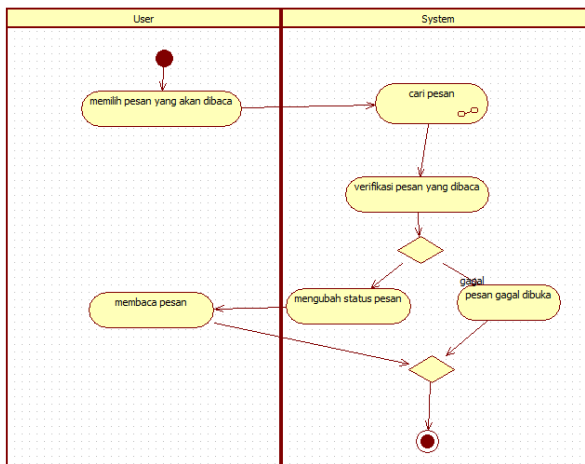 User
System
memilih pesan yang akan dibaca
cari pesan
verifikasi pesan yang dibaca
gagal
mengubah status pesan
pesan gagal dibuka
membaca pesan